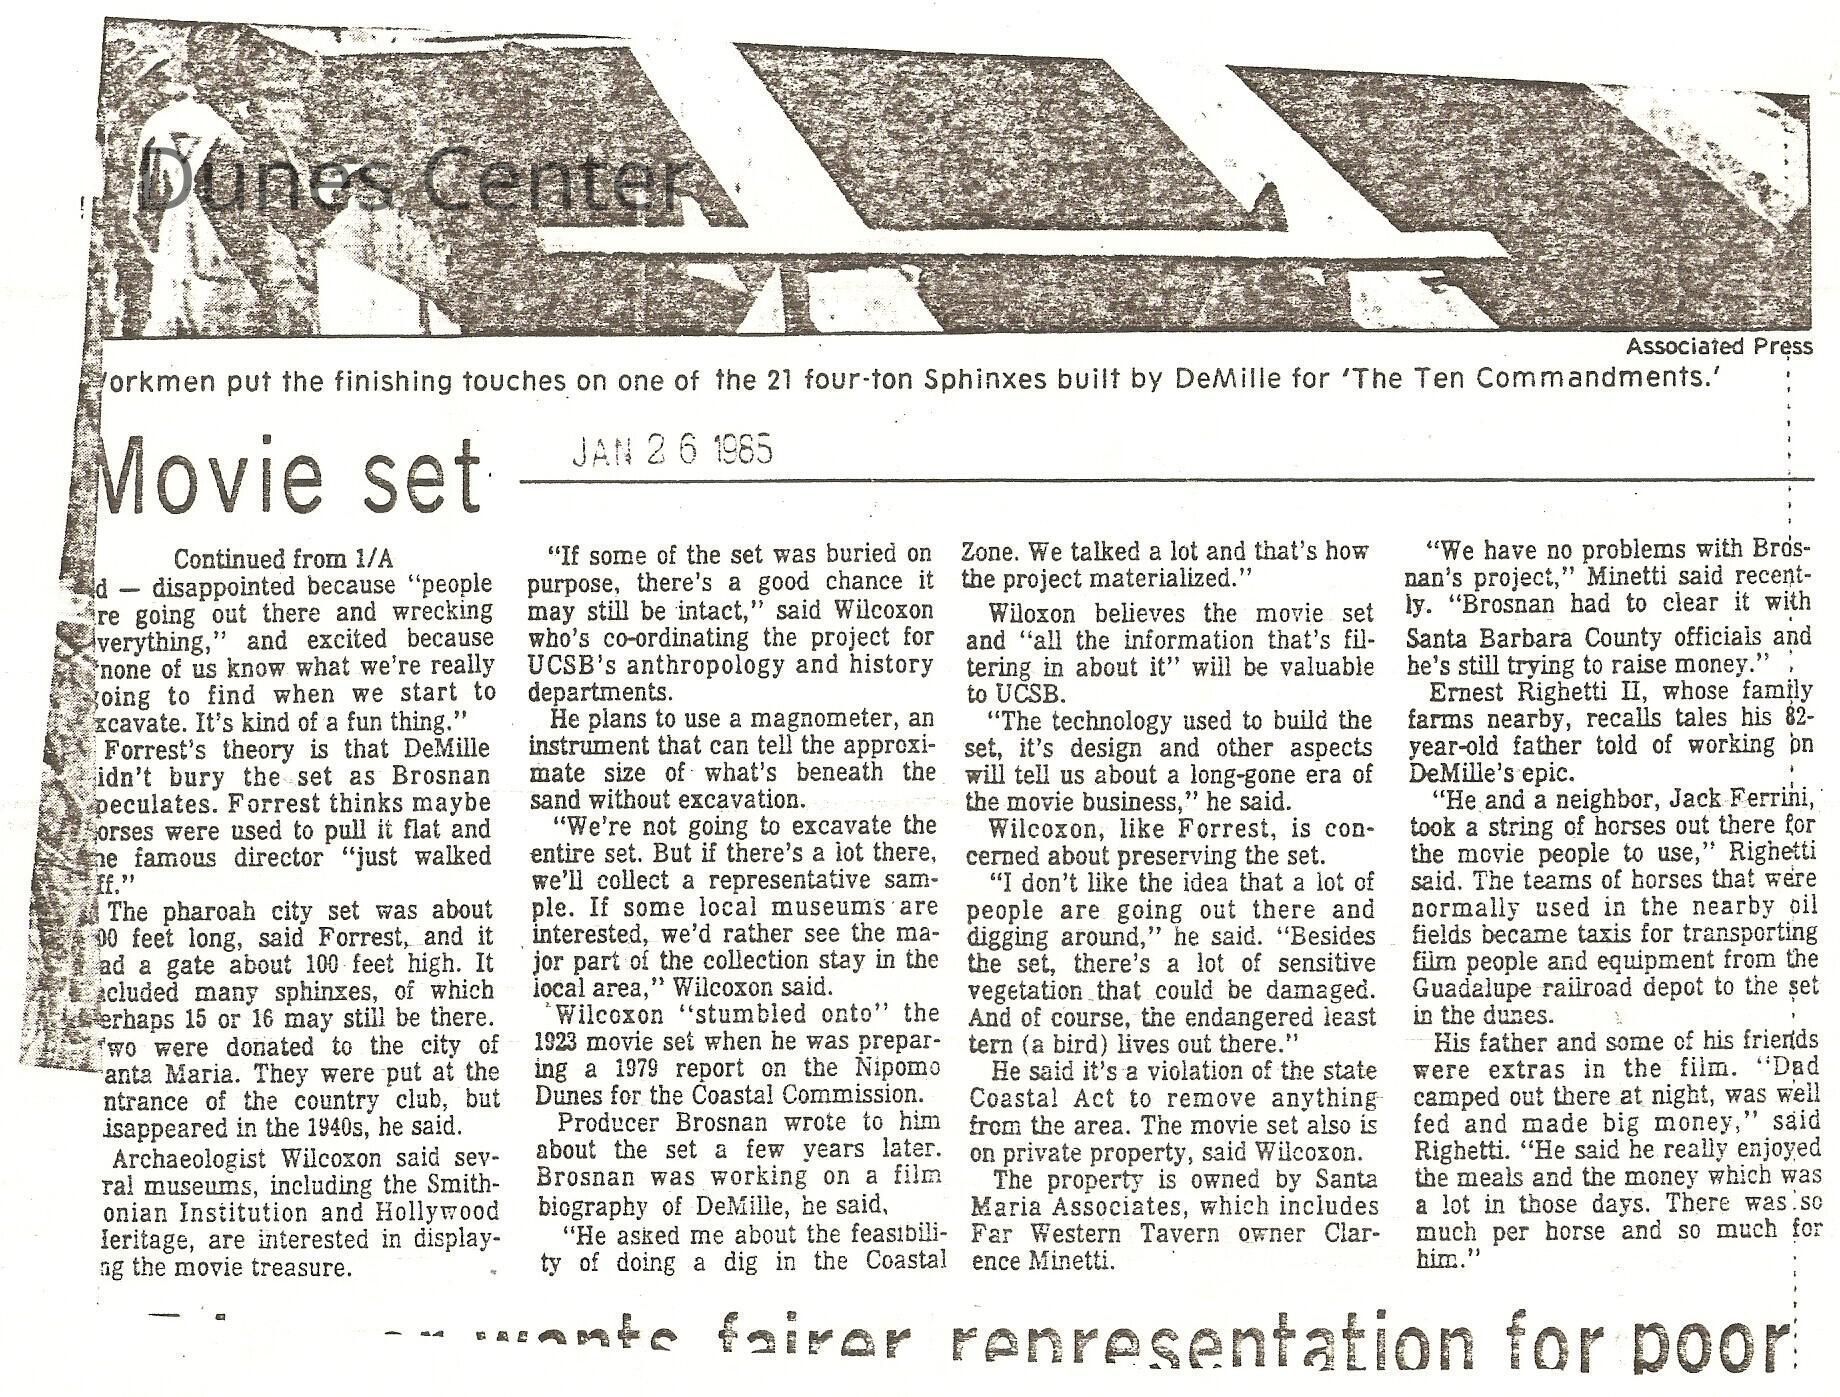 Dunes Center
Associated Press
orkmen put the finishing touches on one of the 21 four-ton Sphinxes built by DeMille for 'The Ten Commandments.'
Movie set
JAN 26 1985
Continued from 1/A
d — disappointed because “people
re going out there and wrecking
verything,” and excited because
“none of us know what we're really
oing to find when we start to
xcavate. It's kind of a fun thing.”
Forrest's theory is that DeMille
idn't bury the set as Brosnan
peculates. Forrest thinks maybe
orses were used to pull it flat and
he famous director “just walked
ff.”
The pharoah city set was about
00 feet long, said Forrest, and it
ad a gate about 100 feet high. It
ncluded many sphinxes, of which
erhaps 15 or 16 may still be there.
Two were donated to the city of
anta Maria. They were put at the
ntrance of the country club, but
isappeared in the 1940s, he said.
Archaeologist Wilcoxon said sev-
ral museums, including the Smith-
onian Institution and Hollywood
Heritage, are interested in display-
ng the movie treasure.
“If some of the set was buried on
purpose, there's a good chance it
may still be intact,” said Wilcoxon
who's co-ordinating the project for
UCSB's anthropology and history
departments.
He plans to use a magnometer, an
instrument that can tell the approxi-
mate size of what's beneath the
sand without excavation.
“We're not going to excavate the
entire set. But if there's a lot there,
we'll collect a representative sam-
ple. If some local museums are
interested, we'd rather see the ma-
jor part of the collection stay in the
local area,” Wilcoxon said.
Wilcoxon “stumbled onto” the
1923 movie set when he was prepar-
ing a 1979 report on the Nipomo
Dunes for the Coastal Commission.
Producer Brosnan wrote to him
about the set a few years later.
Brosnan was working on a film
biography of DeMille, he said,
“He asked me about the feasibili-
ty of doing a dig in the Coastal
Zone. We talked a lot and that's how
the project materialized.”
Wiloxon believes the movie set
and “all the information that's fil-
tering in about it” will be valuable
to UCSB.
“The technology used to build the
set, it's design and other aspects
will tell us about a long-gone era of
the movie business,” he said.
Wilcoxon, like Forrest, is con-
cerned about preserving the set.
“I don't like the idea that a lot of
people are going out there and
digging around,” he said. “Besides
the set, there's a lot of sensitive
vegetation that could be damaged.
And of course, the endangered least
tern (a bird) lives out there.”
He said it's a violation of the state
Coastal Act to remove anything
from the area. The movie set also is
on private property, said Wilcoxon.
The property is owned by Santa
Maria Associates, which includes
Far Western Tavern owner Clar-
ence Minetti.
“We have no problems with Bros-
nan's project,” Minetti said recent-
ly. “Brosnan had to clear it with
Santa Barbara County officials and
he's still trying to raise money.”
Ernest Righetti II, whose family
farms nearby, recalls tales his 82-
year-old father told of working on
DeMille's epic.
“He and a neighbor, Jack Ferrini,
took a string of horses out there for
the movie people to use,” Righetti
said. The teams of horses that were
normally used in the nearby oil
fields became taxis for transporting
film people and equipment from the
Guadalupe railroad depot to the set
in the dunes.
His father and some of his friends
were extras in the film. “Dad
camped out there at night, was well
fed and made big money,” said
Righetti. “He said he really enjoyed
the meals and the money which was
a lot in those days. There was so
much per horse and so much for
him.”
wants fairer representation for poor